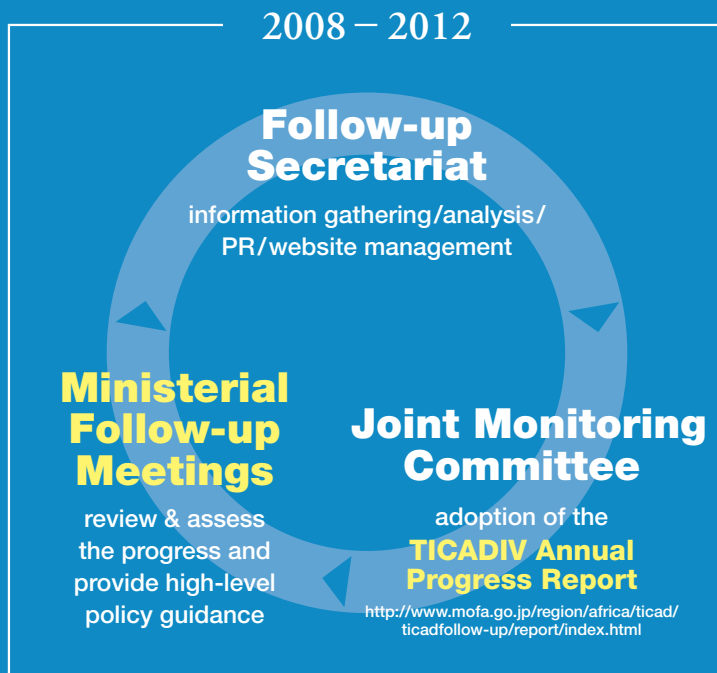 2008 – 2012
Follow-up
Secretariat
information gathering/analysis/
PR/website management
Ministerial
Follow-up
Meetings
review & assess
the progress and
provide high-level
policy guidance
Joint Monitoring
Committee
adoption of the
TICADIV Annual
Progress Report
http://www.mofa.go.jp/region/africa/ticad/
ticadfollow-up/report/index.html